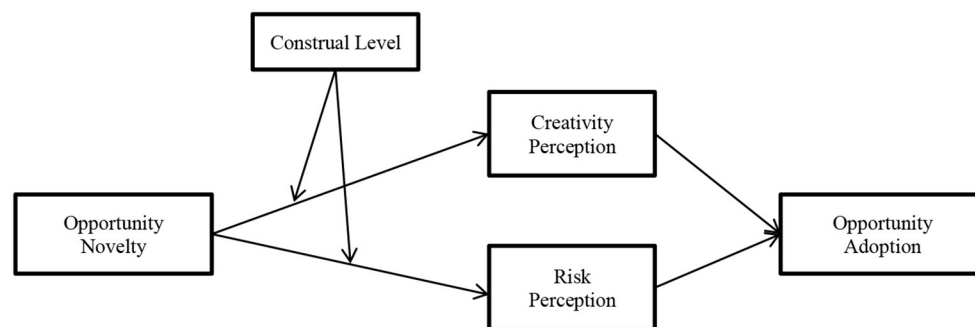 Construal Level
Creativity
Perception
Opportunity
Novelty
Opportunity
Adoption
Risk
Perception